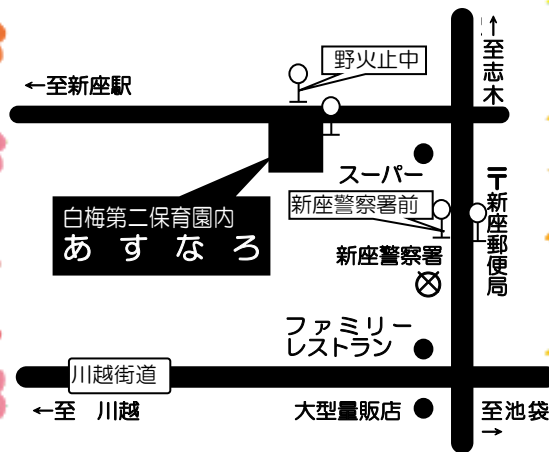 野火止中
↑
至志木
←至新座駅
スーパー
〒新座郵便局
白梅第二保育園内
あすなろ
新座警察署前
新座警察署
ファミリー
レストラン
川越街道
←至 川越
大型量販店
至池袋
→